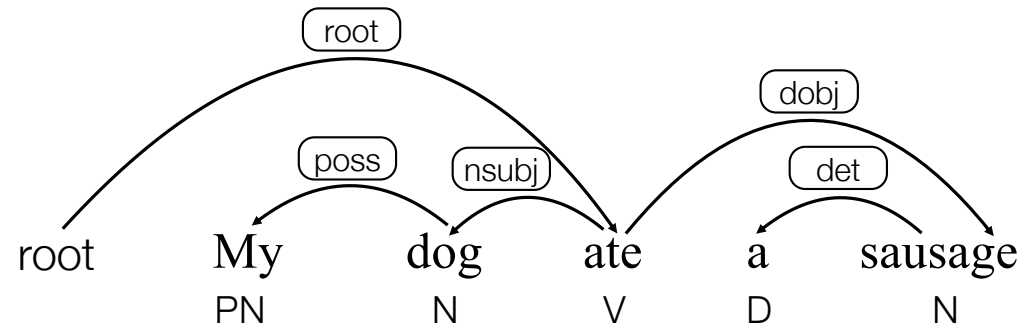 root
dobj
poss nsubj det
root My dog ate a sausage
PN N V D N